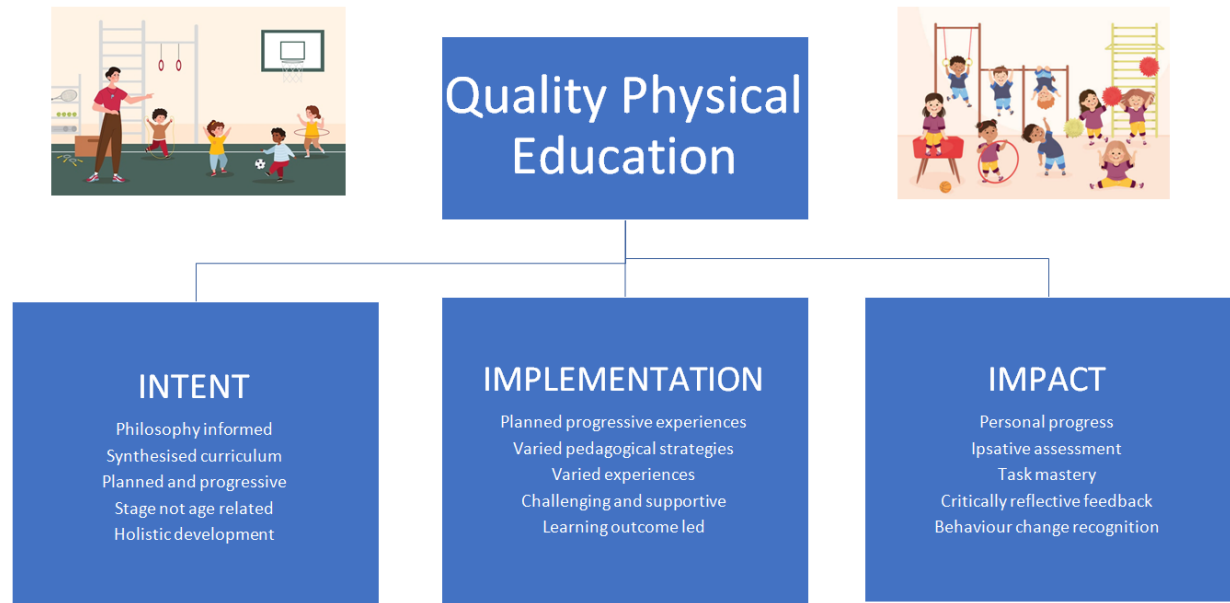 Quality Physical
Education
INTENT
Philosophy informed
Synthesised curriculum
Planned and progressive
Stage not age related
Holistic development
IMPLEMENTATION
Planned progressive experiences
Varied pedagogical strategies
Varied experiences
Challenging and supportive
Learning outcome led
IMPACT
Personal progress
Ipsative assessment
Task mastery
Critically reflective feedback
Behaviour change recognition